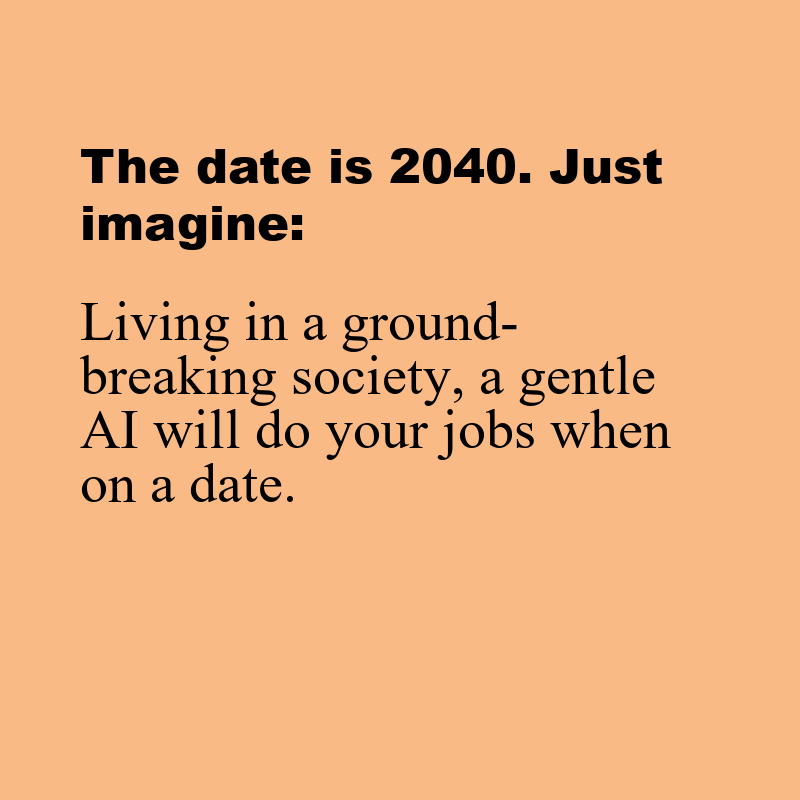 The date is 2040. Just
imagine:
Living in a ground-
breaking society, a gentle
AI will do your jobs when
on a date.